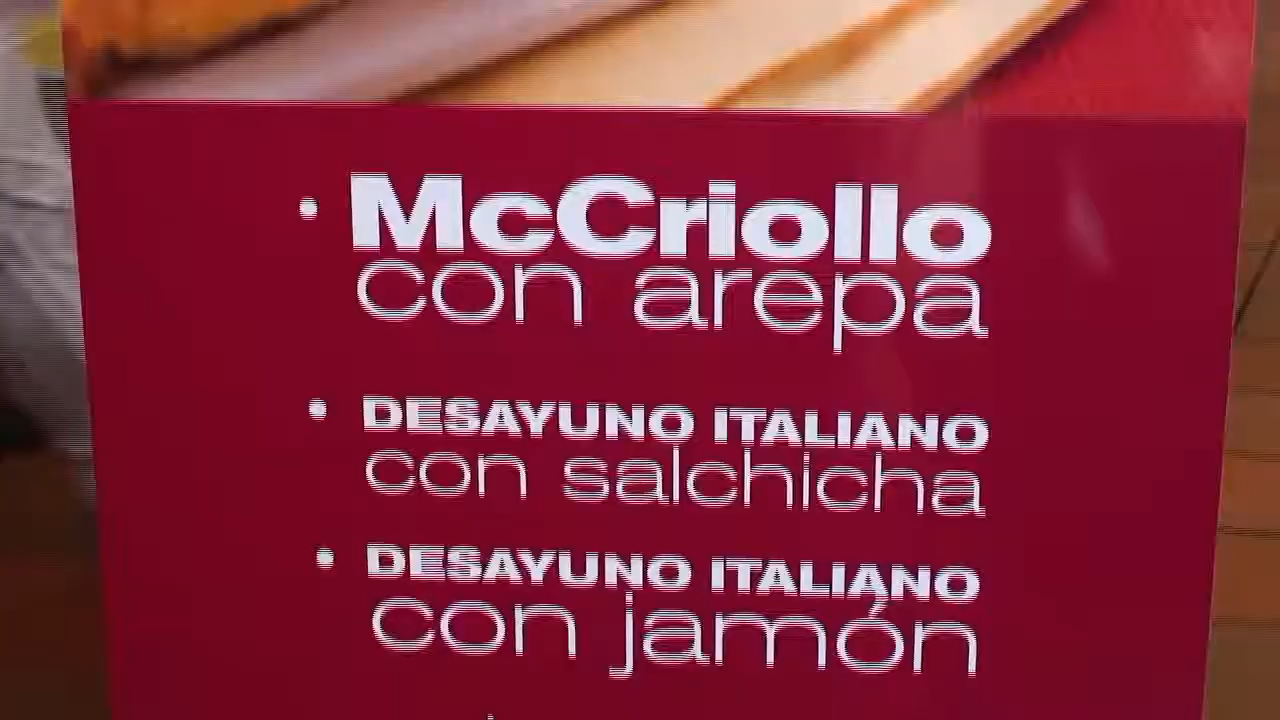 • McCriollo
con arepa
• DESAYUNO ITALIANO
con salchicha
• DESAYUNO ITALIANO
con jamón